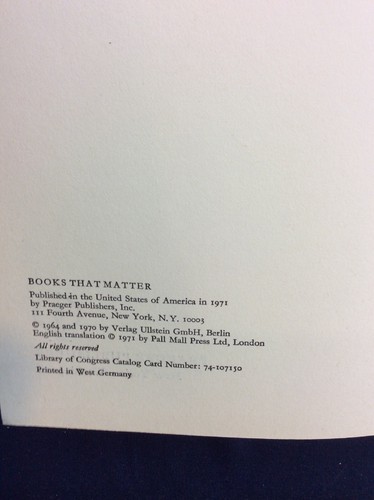 BOOKS THAT MATTER
Published in the United States of America in 1971
by Praeger Publishers, Inc.
111 Fourth Avenue, New York, N.Y. 10003
© 1964 and 1970 by Verlag Ullstein GmbH, Berlin
English translation © 1971 by Pall Mall Press Ltd, London
All rights reserved
Library of Congress Catalog Card Number: 74-107150
Printed in West Germany